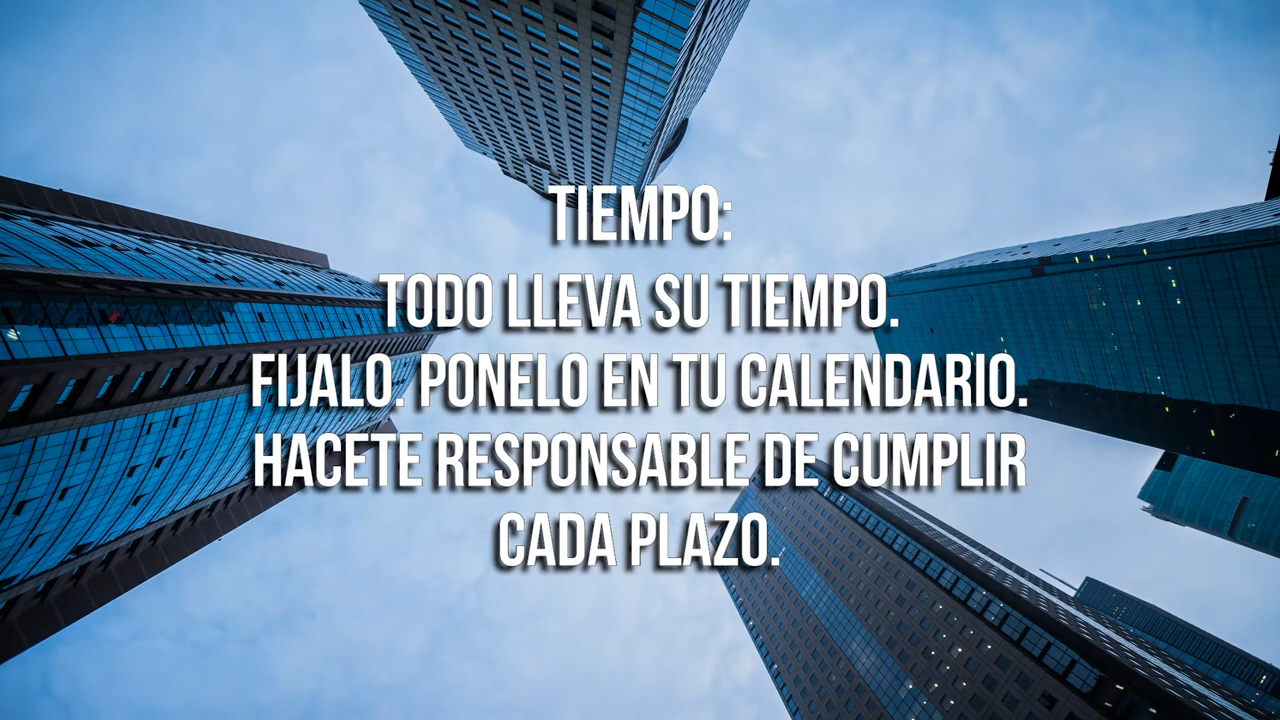 TIEMPO:
TODO LLEVA SU TIEMPO.
FIJALO. PONELO EN TU CALENDARIO.
HACETE RESPONSABLE DE CUMPLIR
CADA PLAZO.